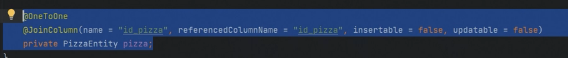 @OneToOne
@JoinColumn(name = "id_pizza", referencedColumnName = "id_pizza", insertable = false, updatable = false)
private PizzaEntity pizza;
}